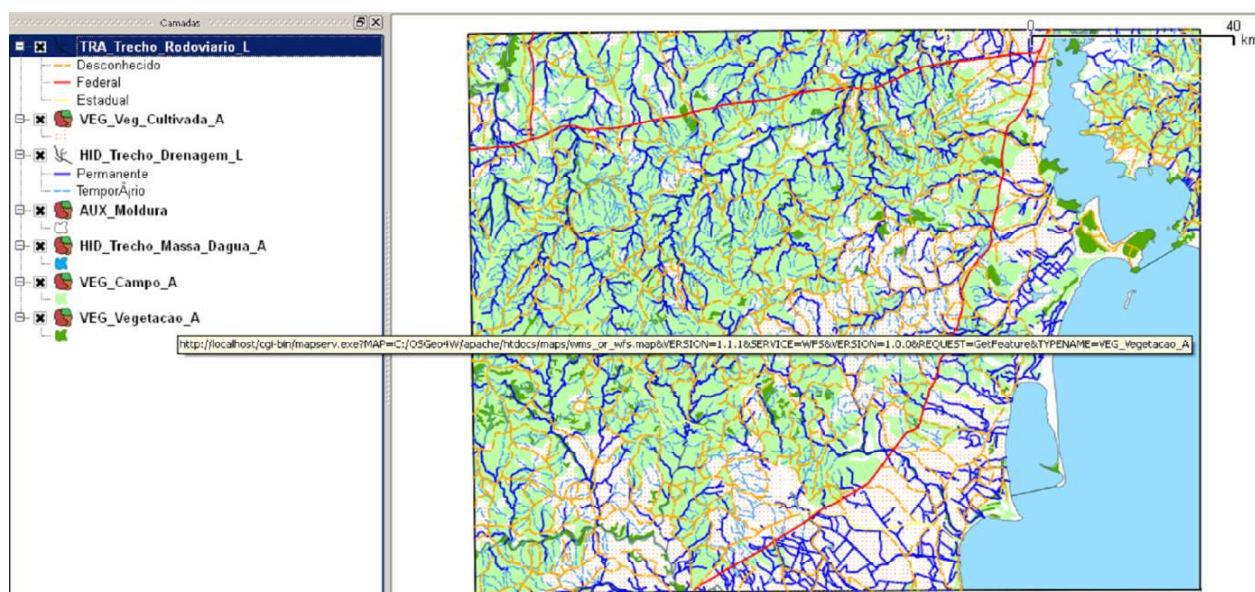 Camadas
0 40
km
TRA_Trecho_Rodoviario_L
Desconhecido
Federal
Estadual
VEG_Veg_Cultivada_A
HID_Trecho_Drenagem_L
Permanente
TemporÃ¡rio
AUX_Moldura
HID_Trecho_Massa_Dagua_A
VEG_Campo_A
VEG_Vegetacao_A
http://localhost/cgi-bin/mapserv.exe?MAP=C:/OSGeo4W/apache/htdocs/maps/wms_or_wfs.map&VERSION=1.1.1&SERVICE=WFS&VERSION=1.0.0&REQUEST=GetFeature&TYPENAME=VEG_Vegetacao_A